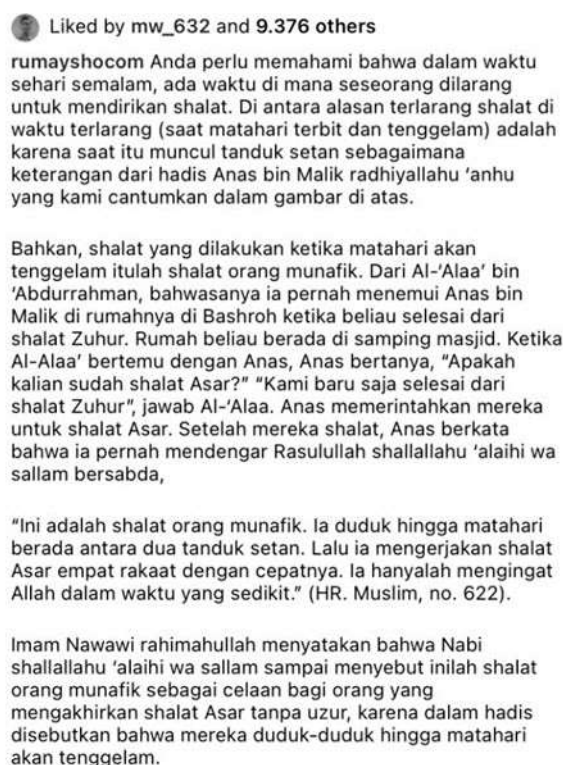 Liked by mw_632 and 9.376 others
rumayshocom Anda perlu memahami bahwa dalam waktu
sehari semalam, ada waktu di mana seseorang dilarang
untuk mendirikan shalat. Di antara alasan terlarang shalat di
waktu terlarang (saat matahari terbit dan tenggelam) adalah
karena saat itu muncul tanduk setan sebagaimana
keterangan dari hadis Anas bin Malik radhiyallahu ‘anhu
yang kami cantumkan dalam gambar di atas.
Bahkan, shalat yang dilakukan ketika matahari akan
tenggelam itulah shalat orang munafik. Dari Al-‘Alaa’ bin
‘Abdurrahman, bahwasanya ia pernah menemui Anas bin
Malik di rumahnya di Bashroh ketika beliau selesai dari
shalat Zuhur. Rumah beliau berada di samping masjid. Ketika
Al-Alaa’ bertemu dengan Anas, Anas bertanya, “Apakah
kalian sudah shalat Asar?” “Kami baru saja selesai dari
shalat Zuhur”, jawab Al-‘Alaa. Anas memerintahkan mereka
untuk shalat Asar. Setelah mereka shalat, Anas berkata
bahwa ia pernah mendengar Rasulullah shallallahu ‘alaihi wa
sallam bersabda,
“Ini adalah shalat orang munafik. Ia duduk hingga matahari
berada antara dua tanduk setan. Lalu ia mengerjakan shalat
Asar empat rakaat dengan cepatnya. Ia hanyalah mengingat
Allah dalam waktu yang sedikit.” (HR. Muslim, no. 622).
Imam Nawawi rahimahullah menyatakan bahwa Nabi
shallallahu ‘alaihi wa sallam sampai menyebut inilah shalat
orang munafik sebagai celaan bagi orang yang
mengakhirkan shalat Asar tanpa uzur, karena dalam hadis
disebutkan bahwa mereka duduk-duduk hingga matahari
akan tenggelam.